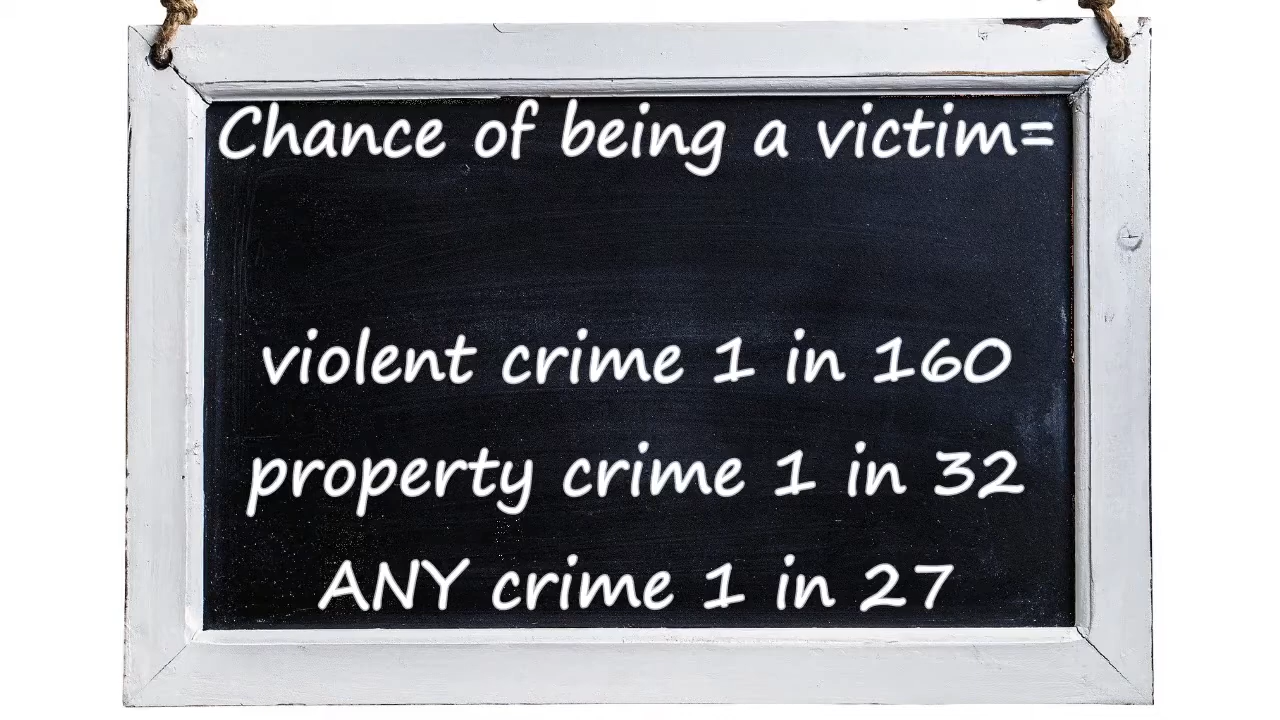 Chance of being a victim=
violent crime 1 in 160
property crime 1 in 32
ANY crime 1 in 27